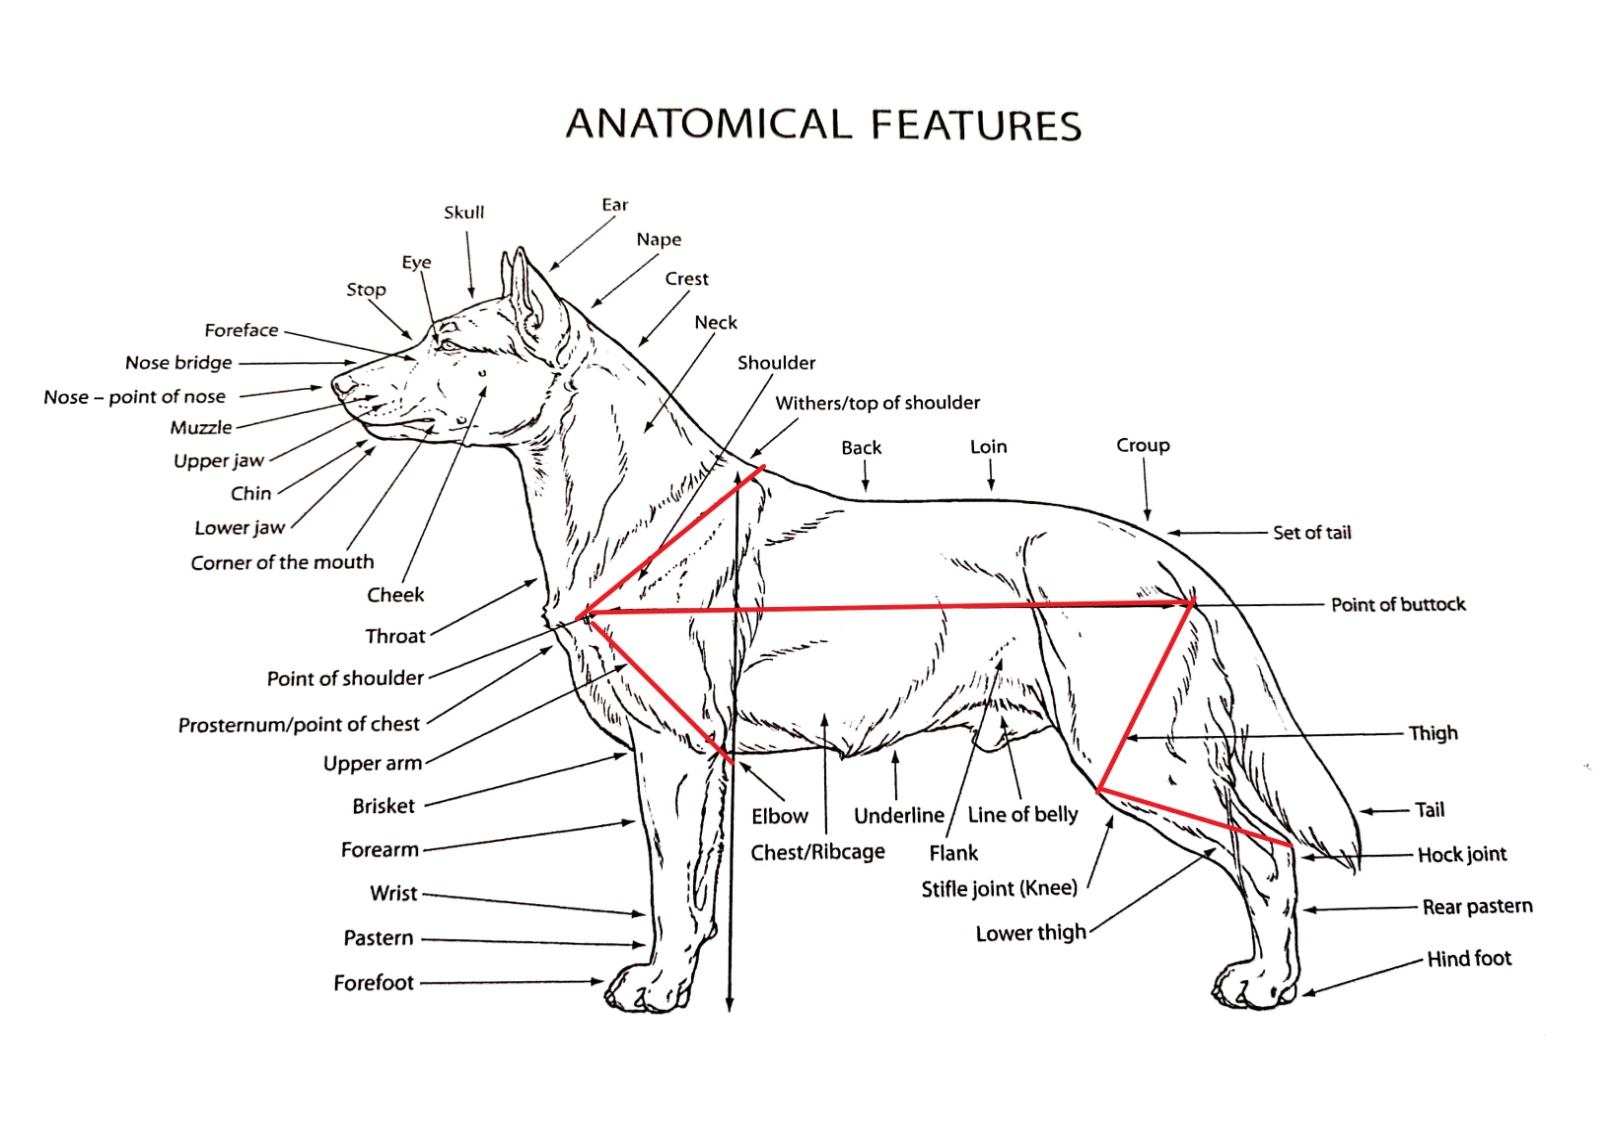 ANATOMICAL FEATURES
Skull
Ear
Eye
Nape
Stop
Crest
Foreface
Neck
Nose bridge
Shoulder
Nose – point of nose
Withers/top of shoulder
Muzzle
Back
Loin
Croup
Upper jaw
Chin
Lower jaw
Set of tail
Corner of the mouth
Cheek
Point of buttock
Throat
Point of shoulder
Prosternum/point of chest
Thigh
Upper arm
Brisket
Elbow
Underline
Line of belly
Tail
Forearm
Chest/Ribcage
Flank
Hock joint
Wrist
Stifle joint (Knee)
Rear pastern
Pastern
Lower thigh
Hind foot
Forefoot